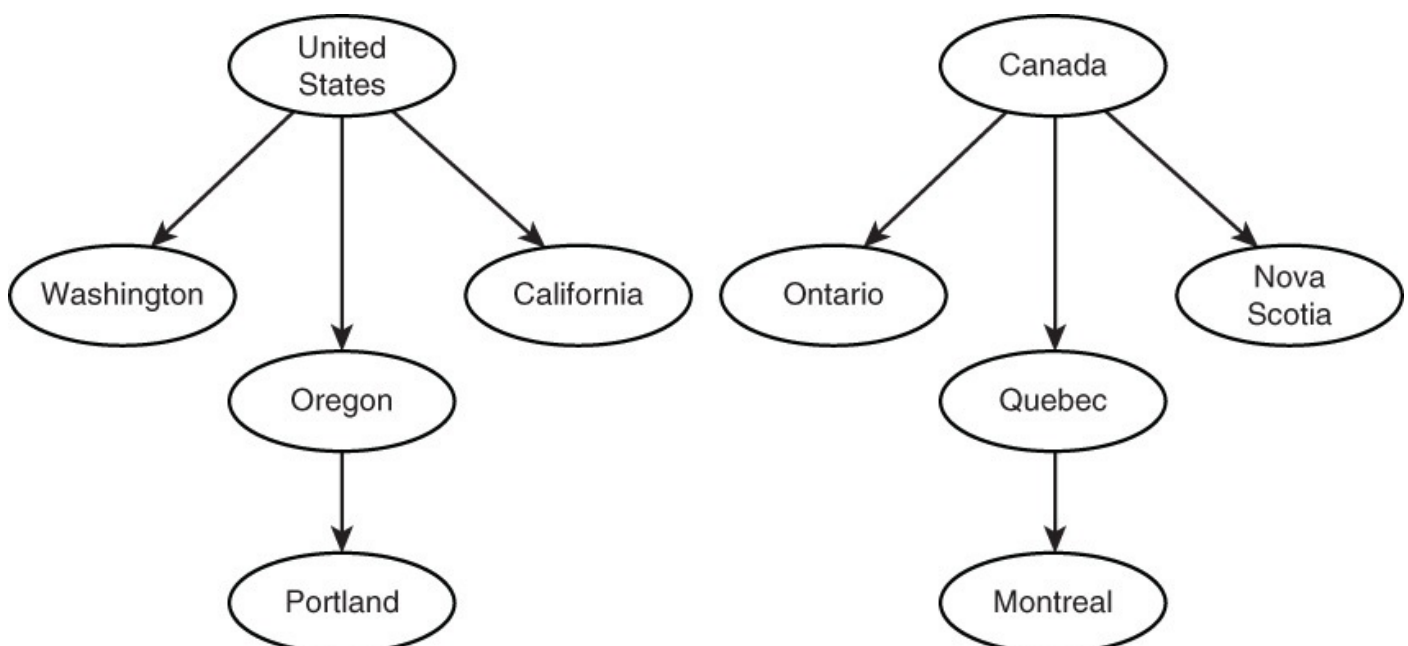 United
States
Canada
Washington
California
Ontario
Nova
Scotia
Oregon
Quebec
Portland
Montreal